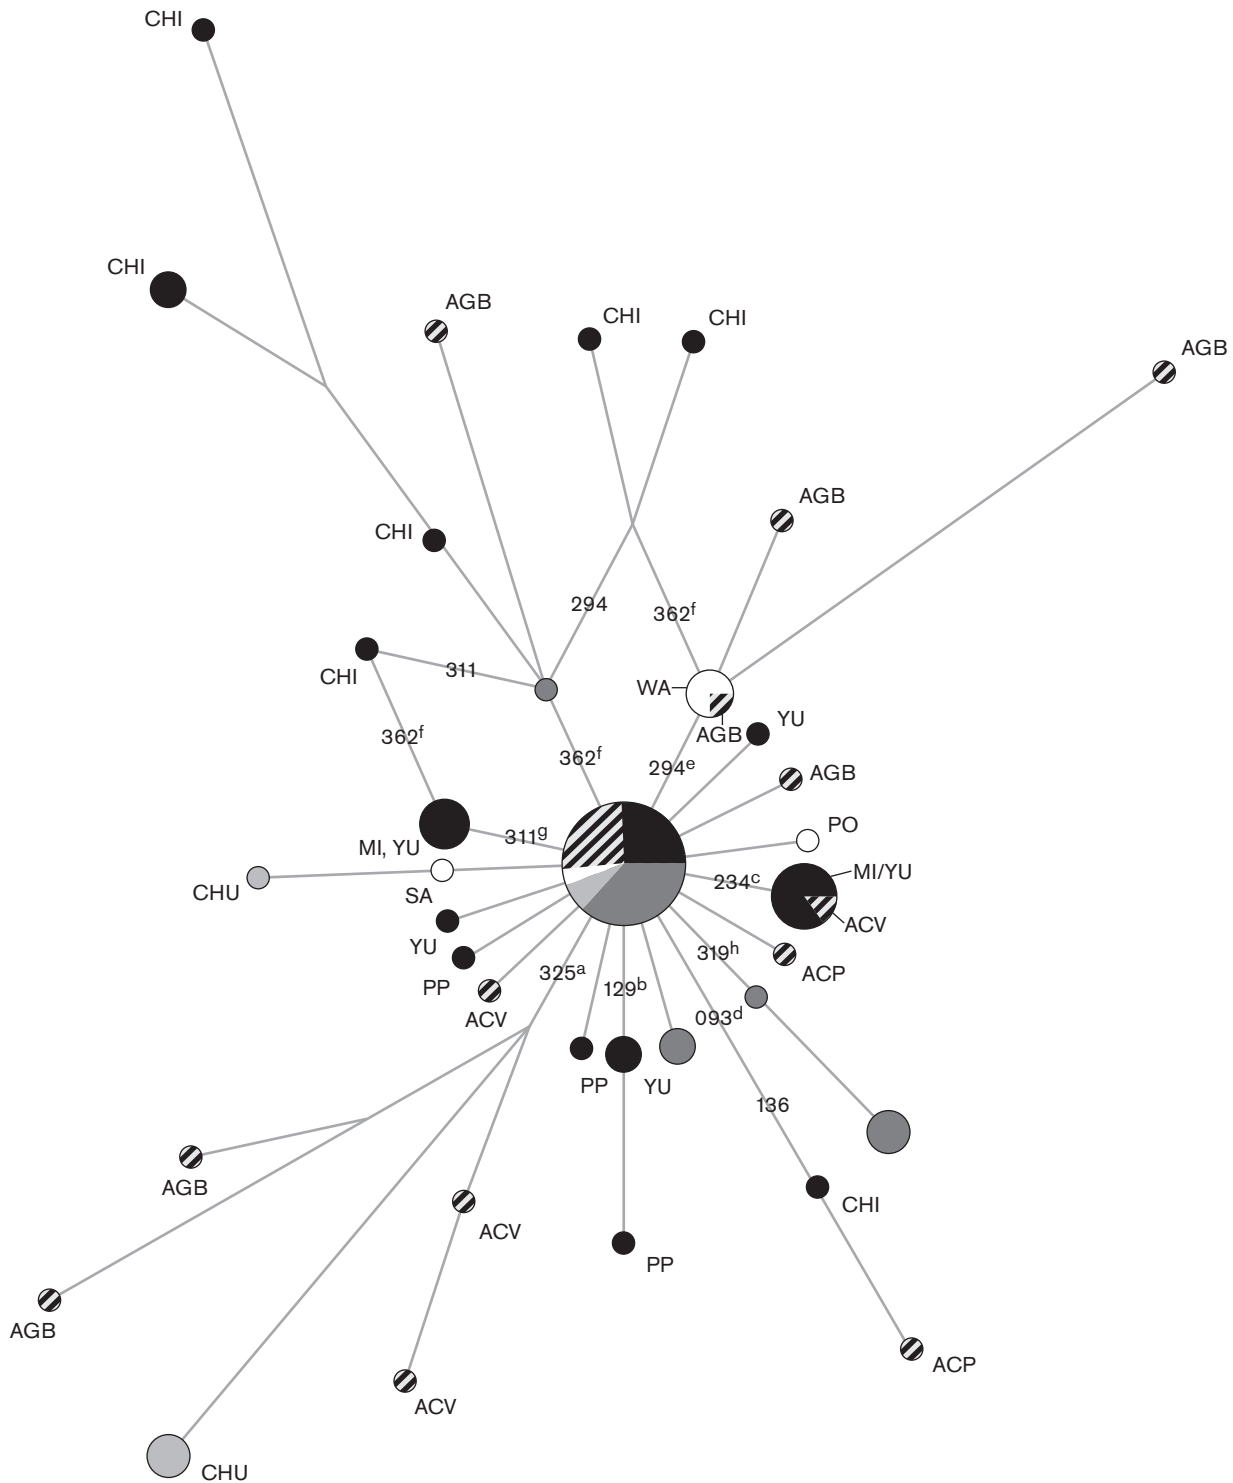 CHI
CHI
AGB
CHI
CHI
AGB
AGB
CHI
294
362f
CHI
311
WA
AGB
YU
362f
362f
294e
AGB
311g
PO
MI, YU
234c
MI/YU
CHU
SA
ACV
YU
319h
ACP
PP
325a
129b
ACV
093d
PP
YU
136
AGB
CHI
ACV
PP
AGB
ACP
ACV
CHU